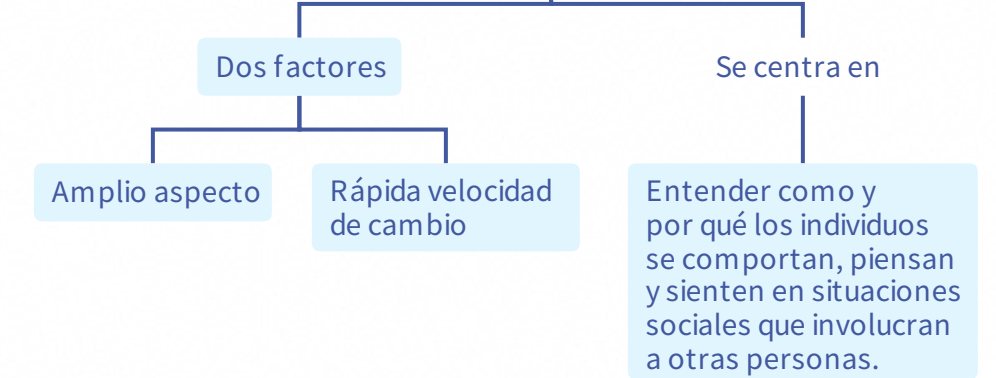 Dos factores
Se centra en
Amplio aspecto
Rápida velocidad
de cambio
Entender como y
por qué los individuos
se comportan, piensan
y sienten en situaciones
sociales que involucran
a otras personas.